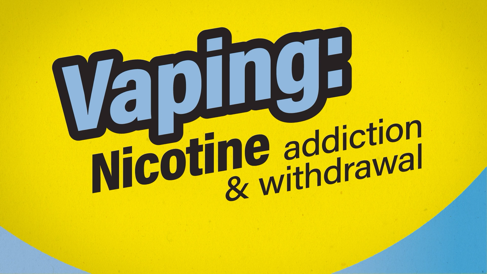 Vaping:
Nicotine addiction
& withdrawal